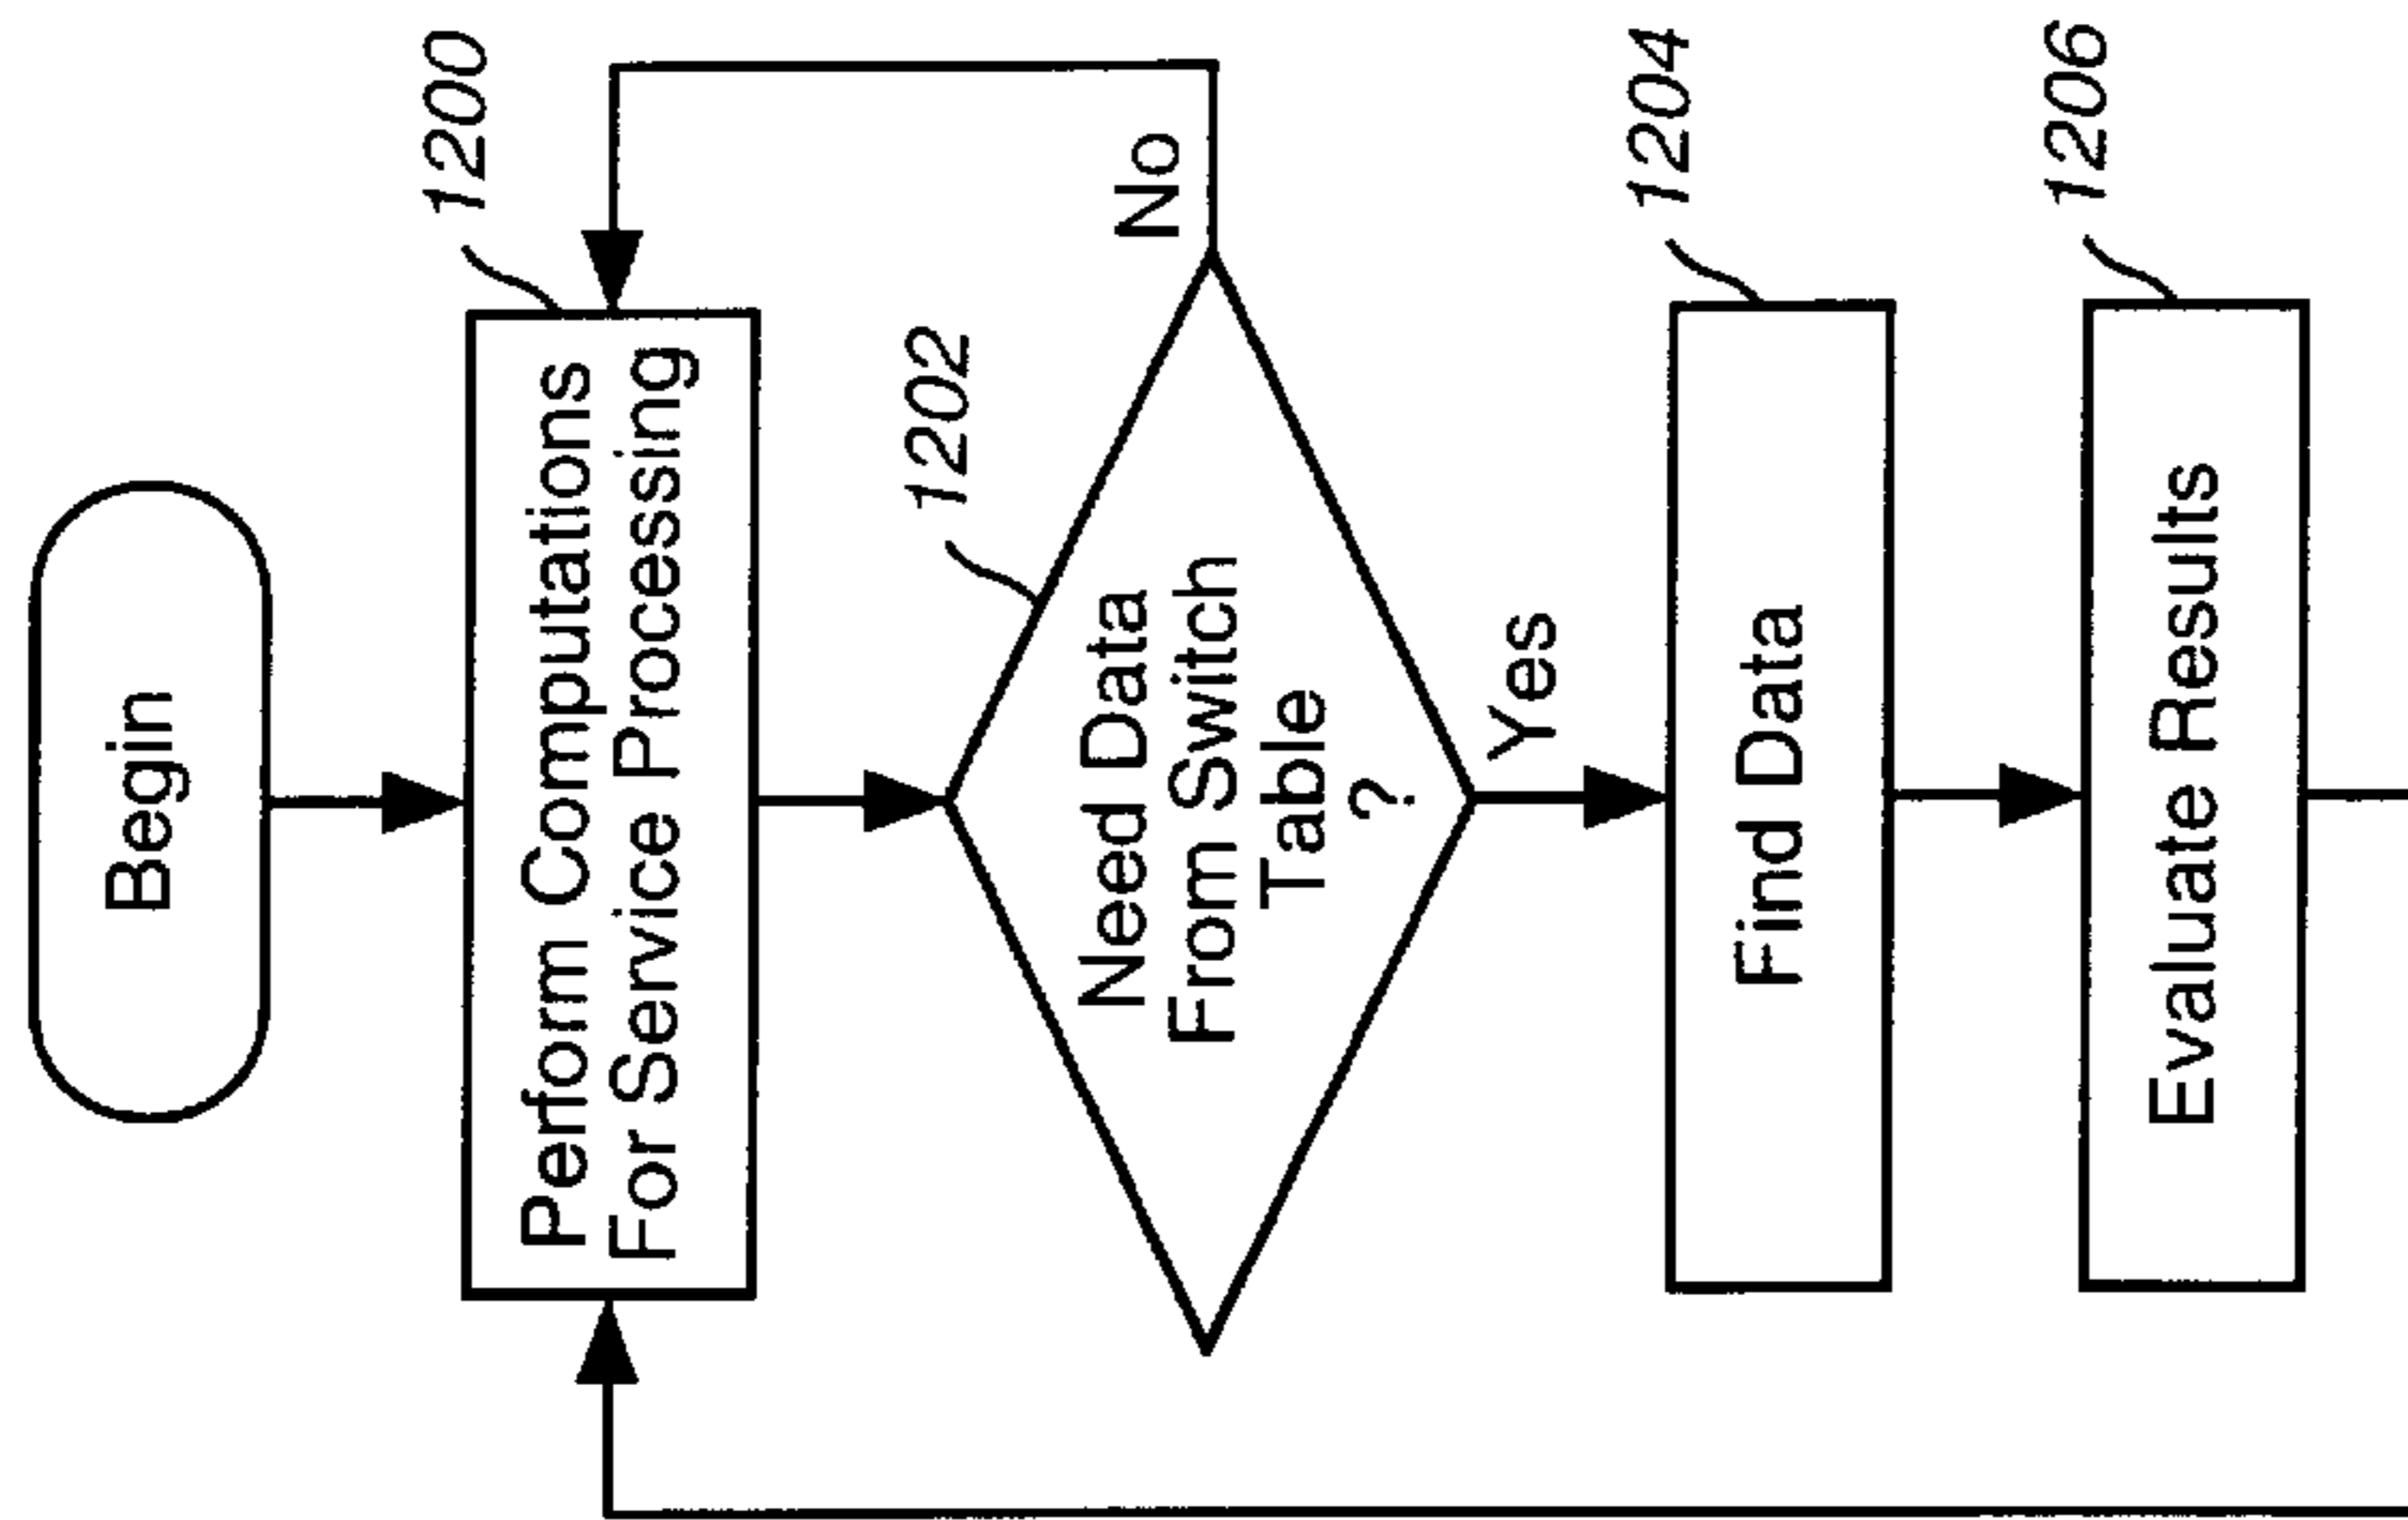 Begin
1200
Perform Computations
For Service Processing
1202
Need Data
From Switch
Table
?
No
Yes
1204
Find Data
1206
Evaluate Results